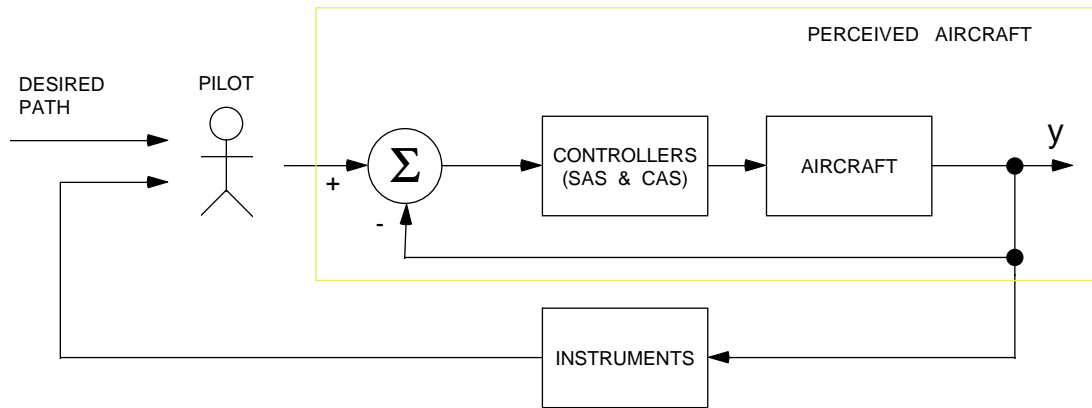 PERCEIVED AIRCRAFT
DESIRED
PATH
PILOT
y
Σ
+
-
CONTROLLERS
(SAS & CAS)
AIRCRAFT
INSTRUMENTS